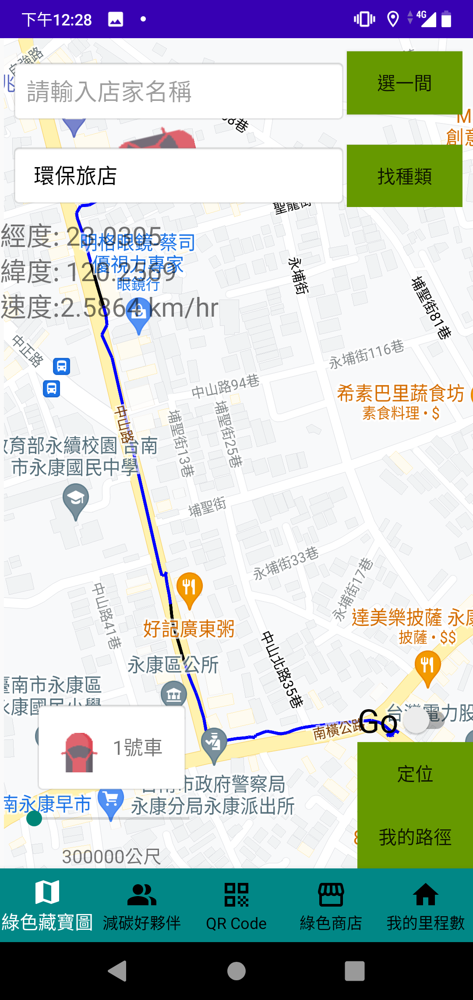 下午12:28
4G
自強路
請輸入店家名稱
選一間
創意
環保旅店
找種類
聖龍街
經度: 23.0305
明格眼鏡 蔡司
優視力專家
眼鏡行
緯度: 120.2569
速度:2.5864 km/hr
永埔街
埔聖街81巷
中正路
永埔街116巷
中山路94巷
希素巴里蔬食坊
素食料理 • $
中山路
埔聖街13巷
埔聖街25巷
教育部永續校園 台南
市永康國民中學
埔聖街
永埔街33巷
永埔街17巷
中山路41巷
達美樂披薩 永康
披薩 • $$
好記廣東粥
中山北路35巷
永康區公所
臺南市永康區
永康國民小學
台灣電力股
Go
南橫公路
1號車
定位
台南市政府警察局
永康分局永康派出所
南永康早市
我的路徑
300000公尺
綠色藏寶圖
減碳好夥伴
QR Code
綠色商店
我的里程數